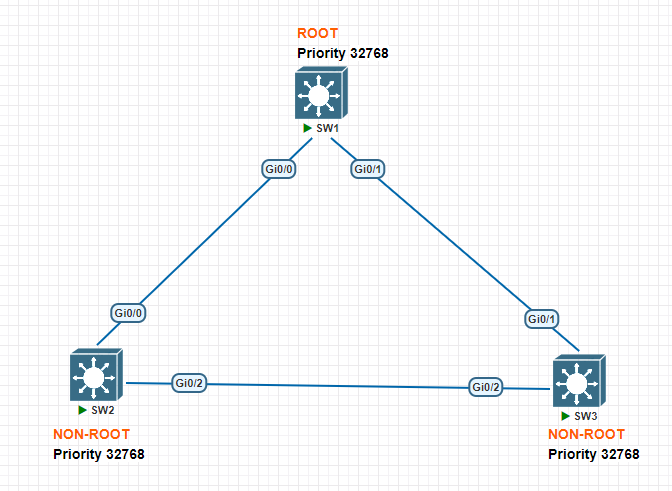 ROOT
Priority 32768
SW1
Gi0/0
Gi0/1
Gi0/0
Gi0/1
Gi0/2
Gi0/2
SW2
SW3
NON-ROOT
NON-ROOT
Priority 32768
Priority 32768